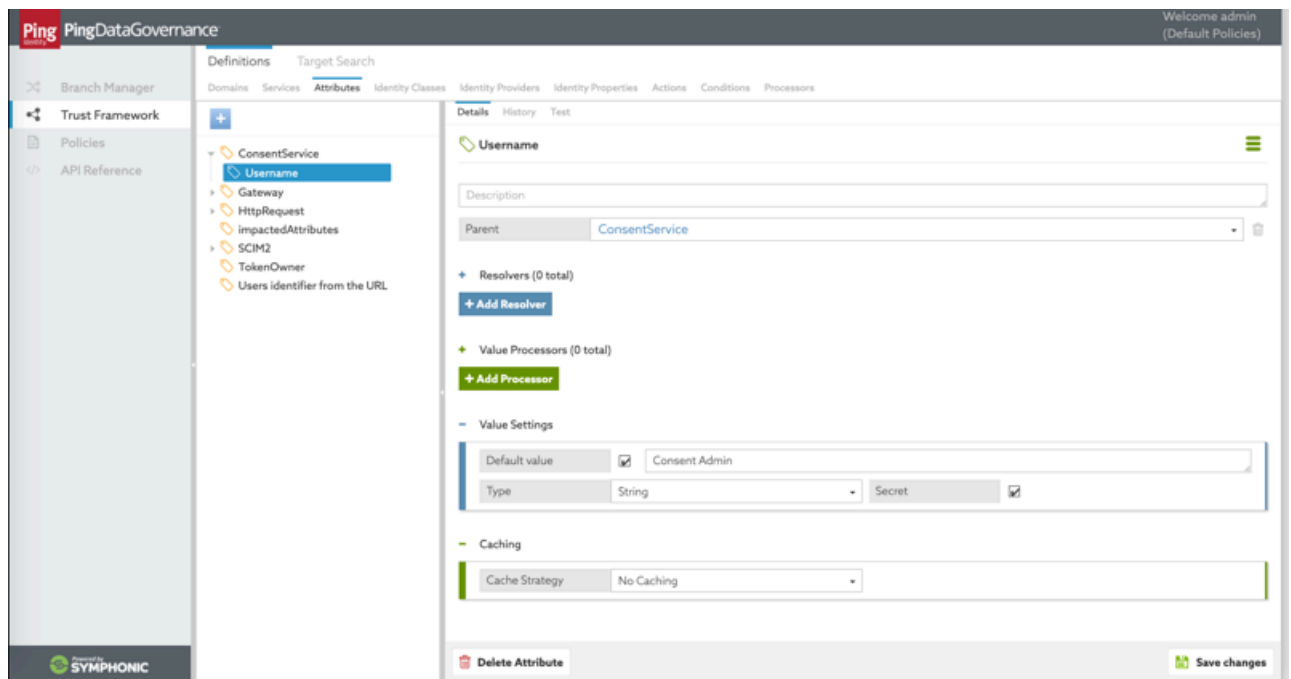 Ping
Identity
PingDataGovernance
Welcome admin
(Default Policies)
Branch Manager
Trust Framework
Policies
API Reference
Powered by
SYMPHONIC
Definitions Target Search
Domains Services Attributes Identity Classes Identity Providers Identity Properties Actions Conditions Processors
ConsentService
Username
Gateway
HttpRequest
impactedAttributes
SCIM2
TokenOwner
Users identifier from the URL
Details History Test
Username
Description
Parent ConsentService
+ Resolvers (0 total)
+ Add Resolver
+ Value Processors (0 total)
+ Add Processor
− Value Settings
Default value Consent Admin
Type String Secret
− Caching
Cache Strategy No Caching
Delete Attribute Save changes